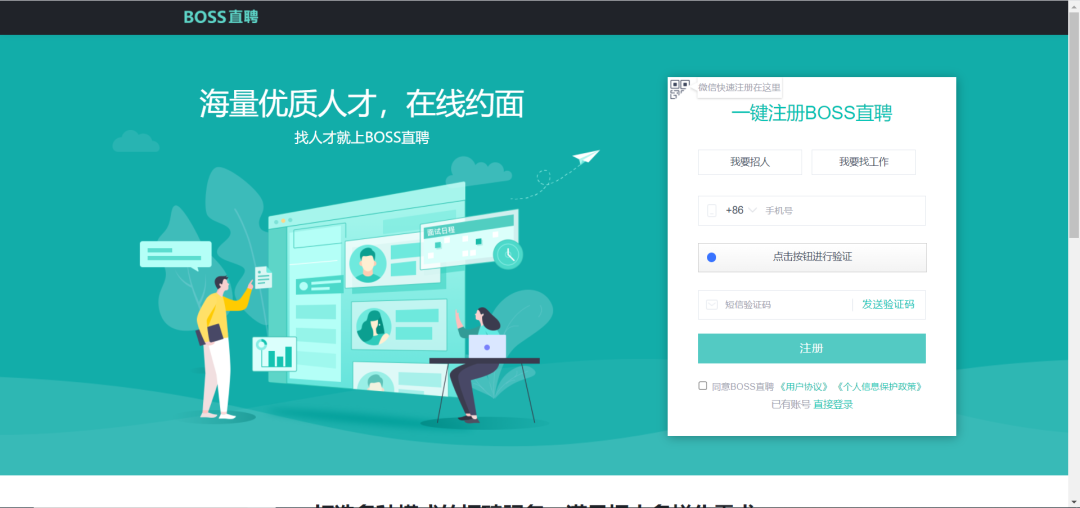 BOSS直聘
海量优质人才，在线约面
找人才就上BOSS直聘
面试日程
微信快速注册在这里
一键注册BOSS直聘
我要招人
我要找工作
+86
手机号
点击按钮进行验证
短信验证码
发送验证码
注册
同意BOSS直聘《用户协议》《个人信息保护政策》
已有账号 直接登录